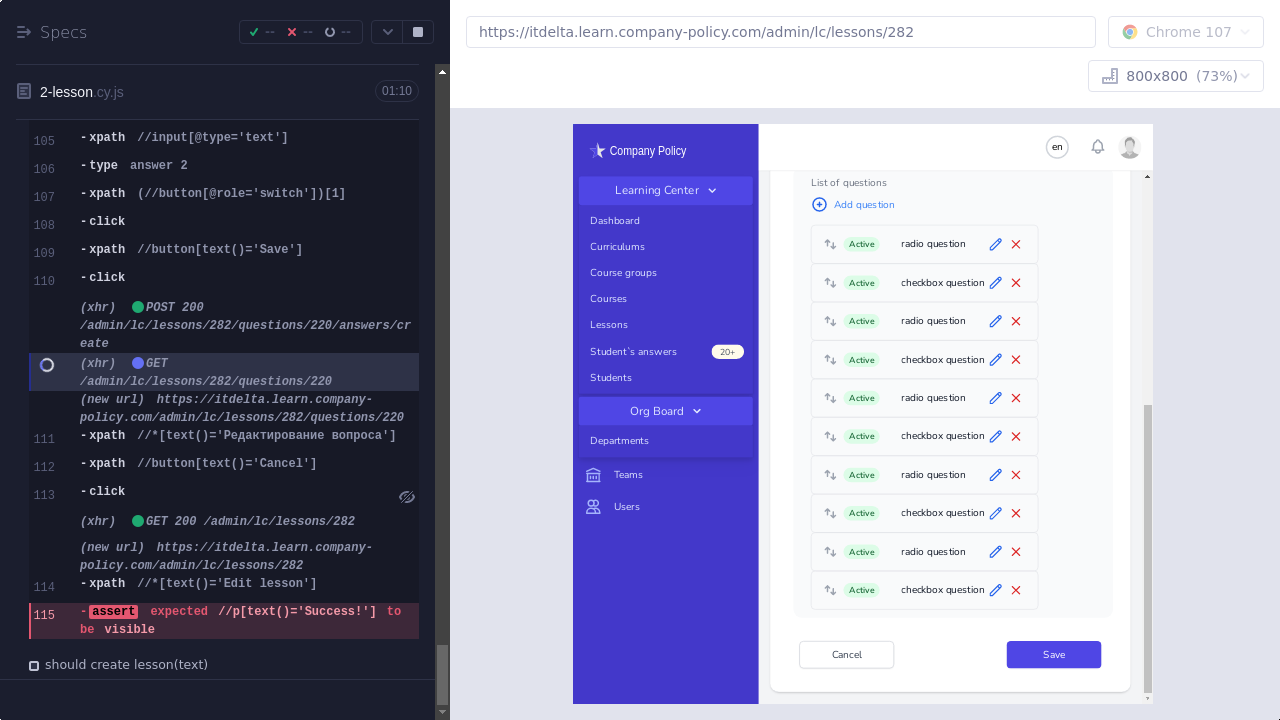 Specs
--
--
--
https://itdelta.learn.company-policy.com/admin/lc/lessons/282
Chrome 107
800x800 (73%)
2-lesson.cy.js
01:10
105 -xpath //input[@type='text']
106 -type answer 2
107 -xpath (//button[@role='switch'])[1]
108 -click
109 -xpath //button[text()='Save']
110 -click
(xhr) POST 200
/admin/lc/lessons/282/questions/220/answers/cr
eate
(xhr) GET
/admin/lc/lessons/282/questions/220
(new url) https://itdelta.learn.company-
policy.com/admin/lc/lessons/282/questions/220
111 -xpath //*[text()='Редактирование вопроса']
112 -xpath //button[text()='Cancel']
113 -click
(xhr) GET 200 /admin/lc/lessons/282
(new url) https://itdelta.learn.company-
policy.com/admin/lc/lessons/282
114 -xpath //*[text()='Edit lesson']
115 -assert expected //p[text()='Success!'] to
be visible
should create lesson(text)
Company Policy
Learning Center
Dashboard
Curriculums
Course groups
Courses
Lessons
Student`s answers 20+
Students
Org Board
Departments
Teams
Users
en
List of questions
Add question
Active radio question
Active checkbox question
Active radio question
Active checkbox question
Active radio question
Active checkbox question
Active radio question
Active checkbox question
Active radio question
Active checkbox question
Cancel
Save